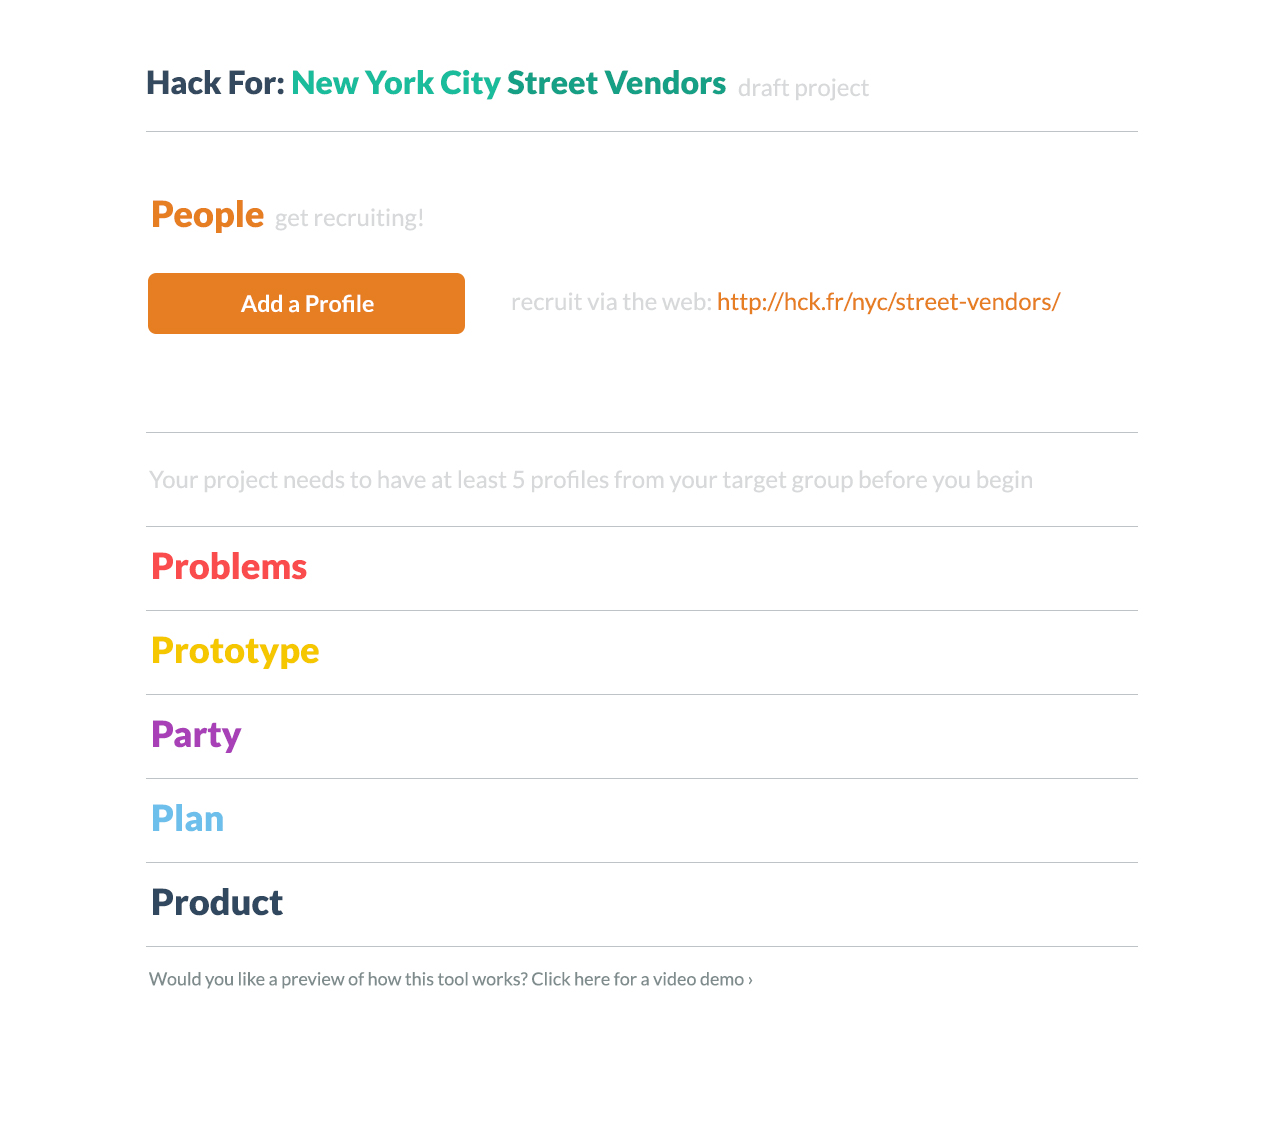 Hack For: New York City Street Vendors draft project
People get recruiting!
Add a Profile
recruit via the web: http://hck.fr/nyc/street-vendors/
Your project needs to have at least 5 profiles from your target group before you begin
Problems
Prototype
Party
Plan
Product
Would you like a preview of how this tool works? Click here for a video demo ›